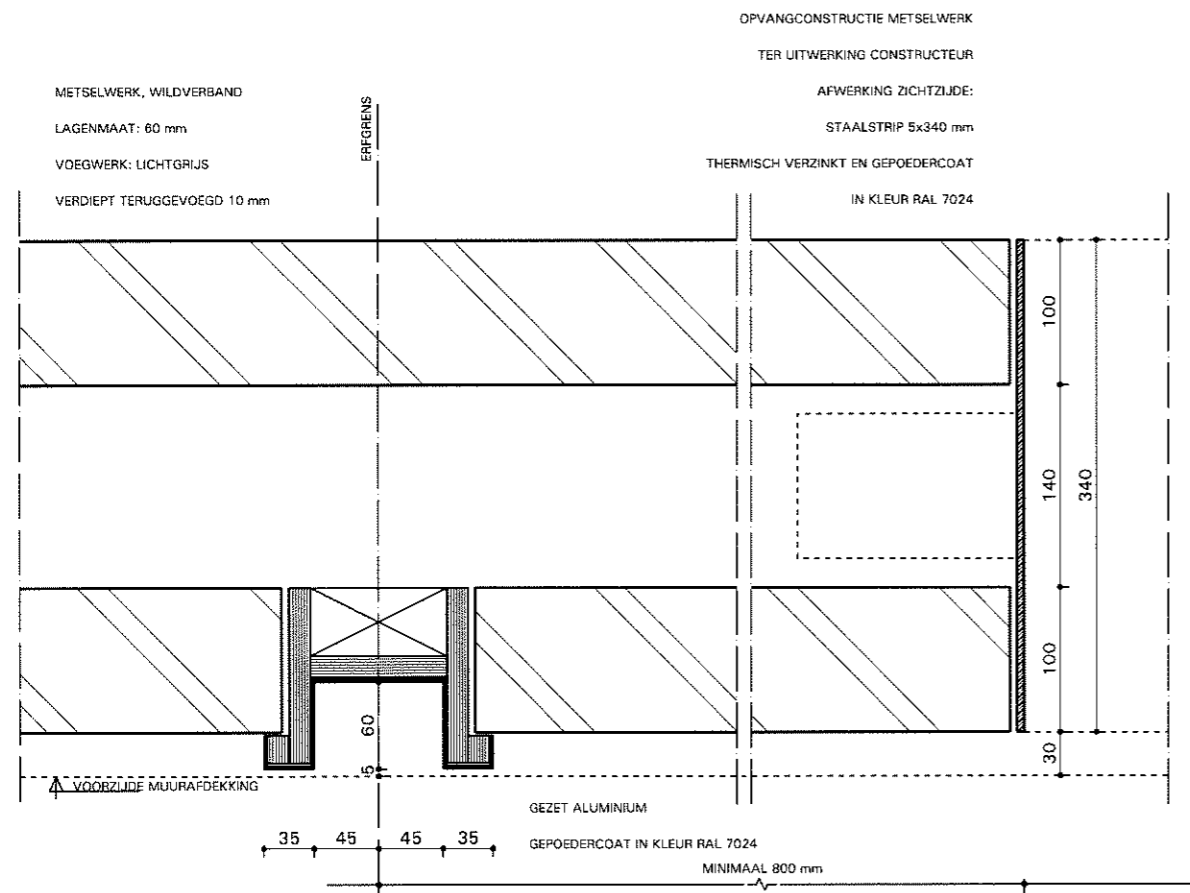 OPVANGCONSTRUCTIE METSELWERK
TER UITWERKING CONSTRUCTEUR
AFWERKING ZICHTZIJDE:
STAALSTRIP 5x340 mm
THERMISCH VERZINKT EN GEPOEDERCOAT
IN KLEUR RAL 7024
METSELWERK, WILDVERBAND
LAGENMAAT: 60 mm
VOEGWERK: LICHTGRIJS
VERDIEPT TERUGGEVOEGD 10 mm
ERFGRENS
100
140
340
100
30
60
5
VOORZIJDE MUURAFDEKKING
GEZET ALUMINIUM
GEPOEDERCOAT IN KLEUR RAL 7024
35 45 45 35
MINIMAAL 800 mm